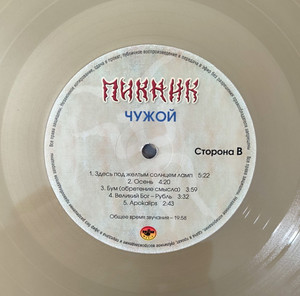 ПИКНИК
ЧУЖОЙ
Сторона B
1. Здесь под желтым солнцем ламп 5:22
2. Осень 4:20
3. Бум (обретение смысла) 3:59
4. Великий Бог – Рубль 3:32
5. Apokalips 2:43
Общее время звучания – 19:58